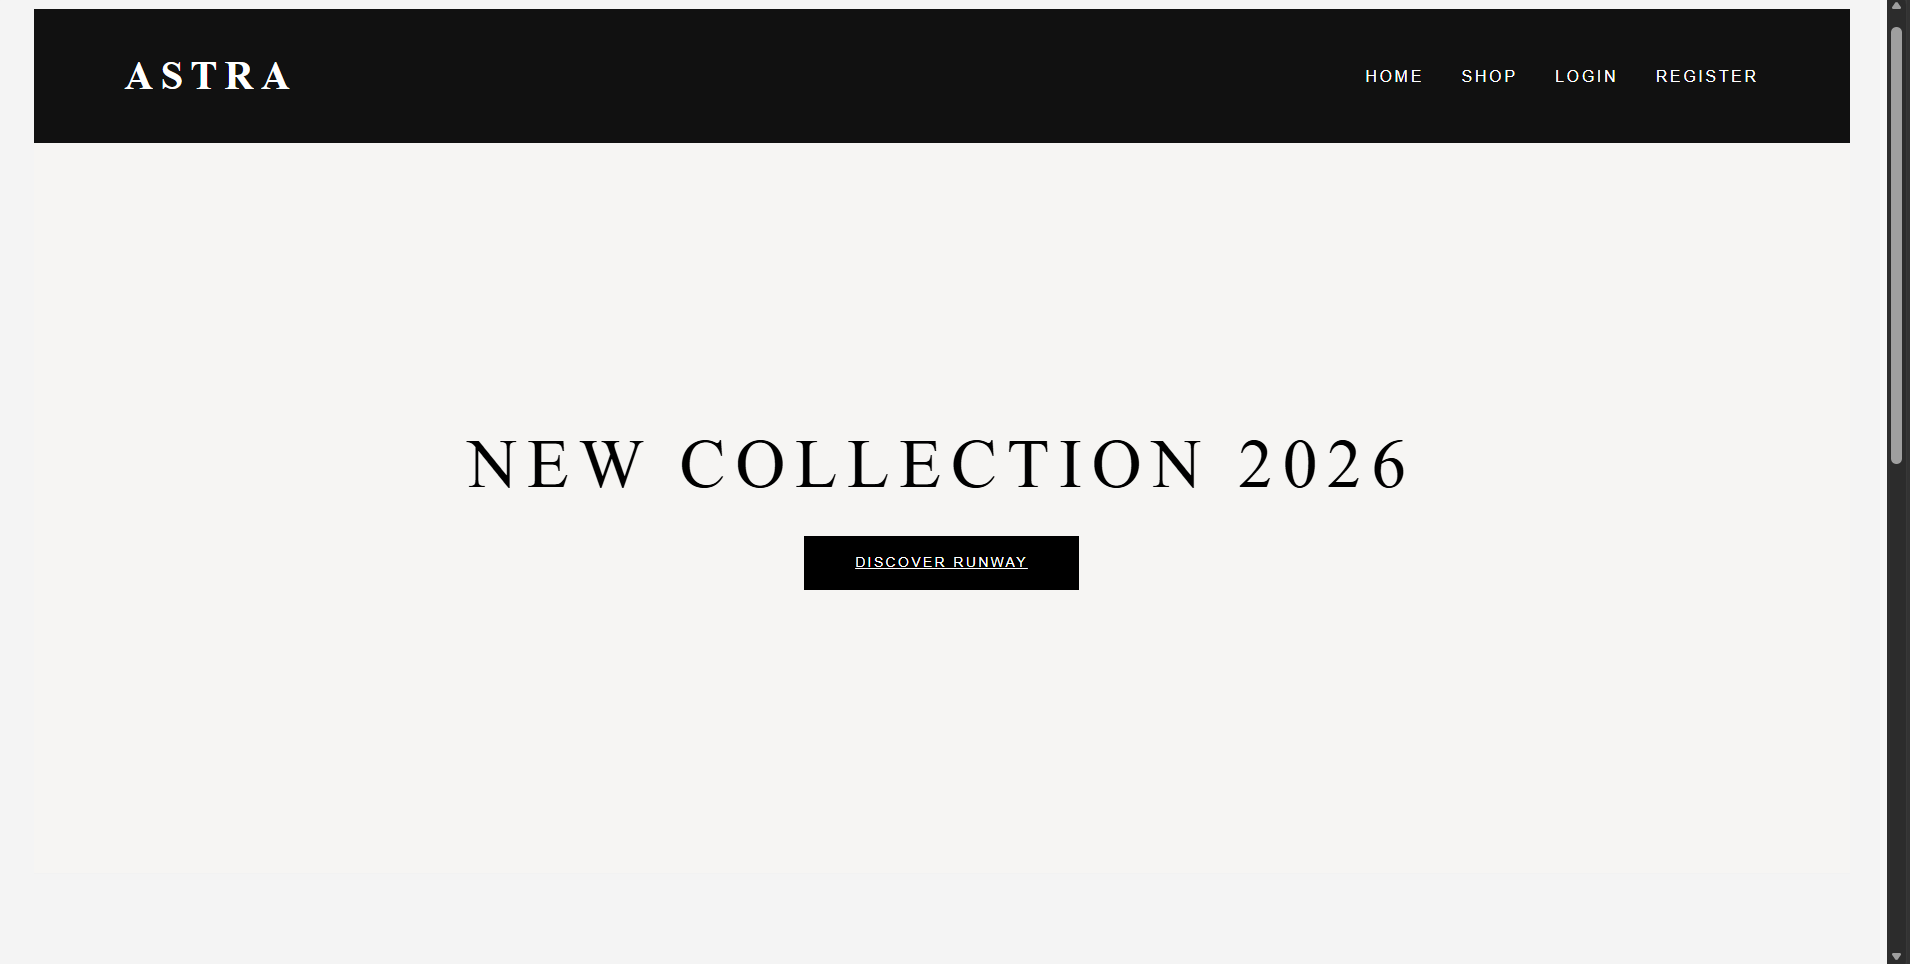 ASTRA
HOME SHOP LOGIN REGISTER
NEW COLLECTION 2026
DISCOVER RUNWAY